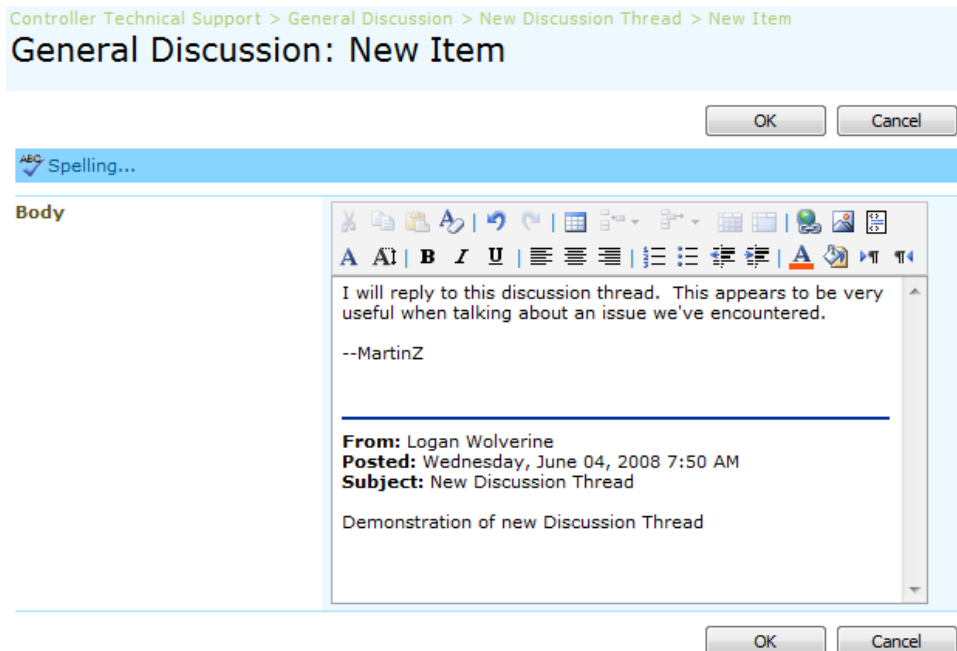 Controller Technical Support > General Discussion > New Discussion Thread > New Item
General Discussion: New Item
OK Cancel
ABC Spelling...
Body
A A B I U A
I will reply to this discussion thread. This appears to be very
useful when talking about an issue we've encountered.
--MartinZ
From: Logan Wolverine
Posted: Wednesday, June 04, 2008 7:50 AM
Subject: New Discussion Thread
Demonstration of new Discussion Thread
OK Cancel